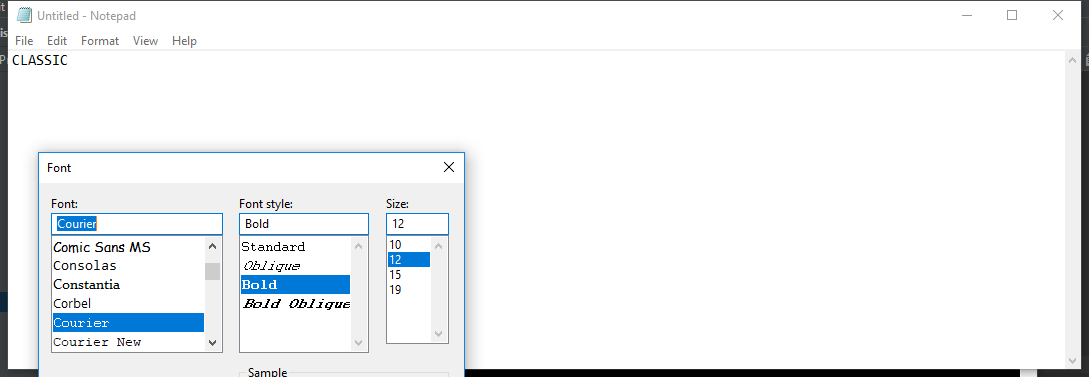 Untitled - Notepad
File Edit Format View Help
CLASSIC
Font
Font: Font style: Size:
Courier Bold 12
Comic Sans MS Standard 10
Consolas Oblique 12
Constantia Bold 15
Corbel Bold Oblique 19
Courier
Courier New
Sample